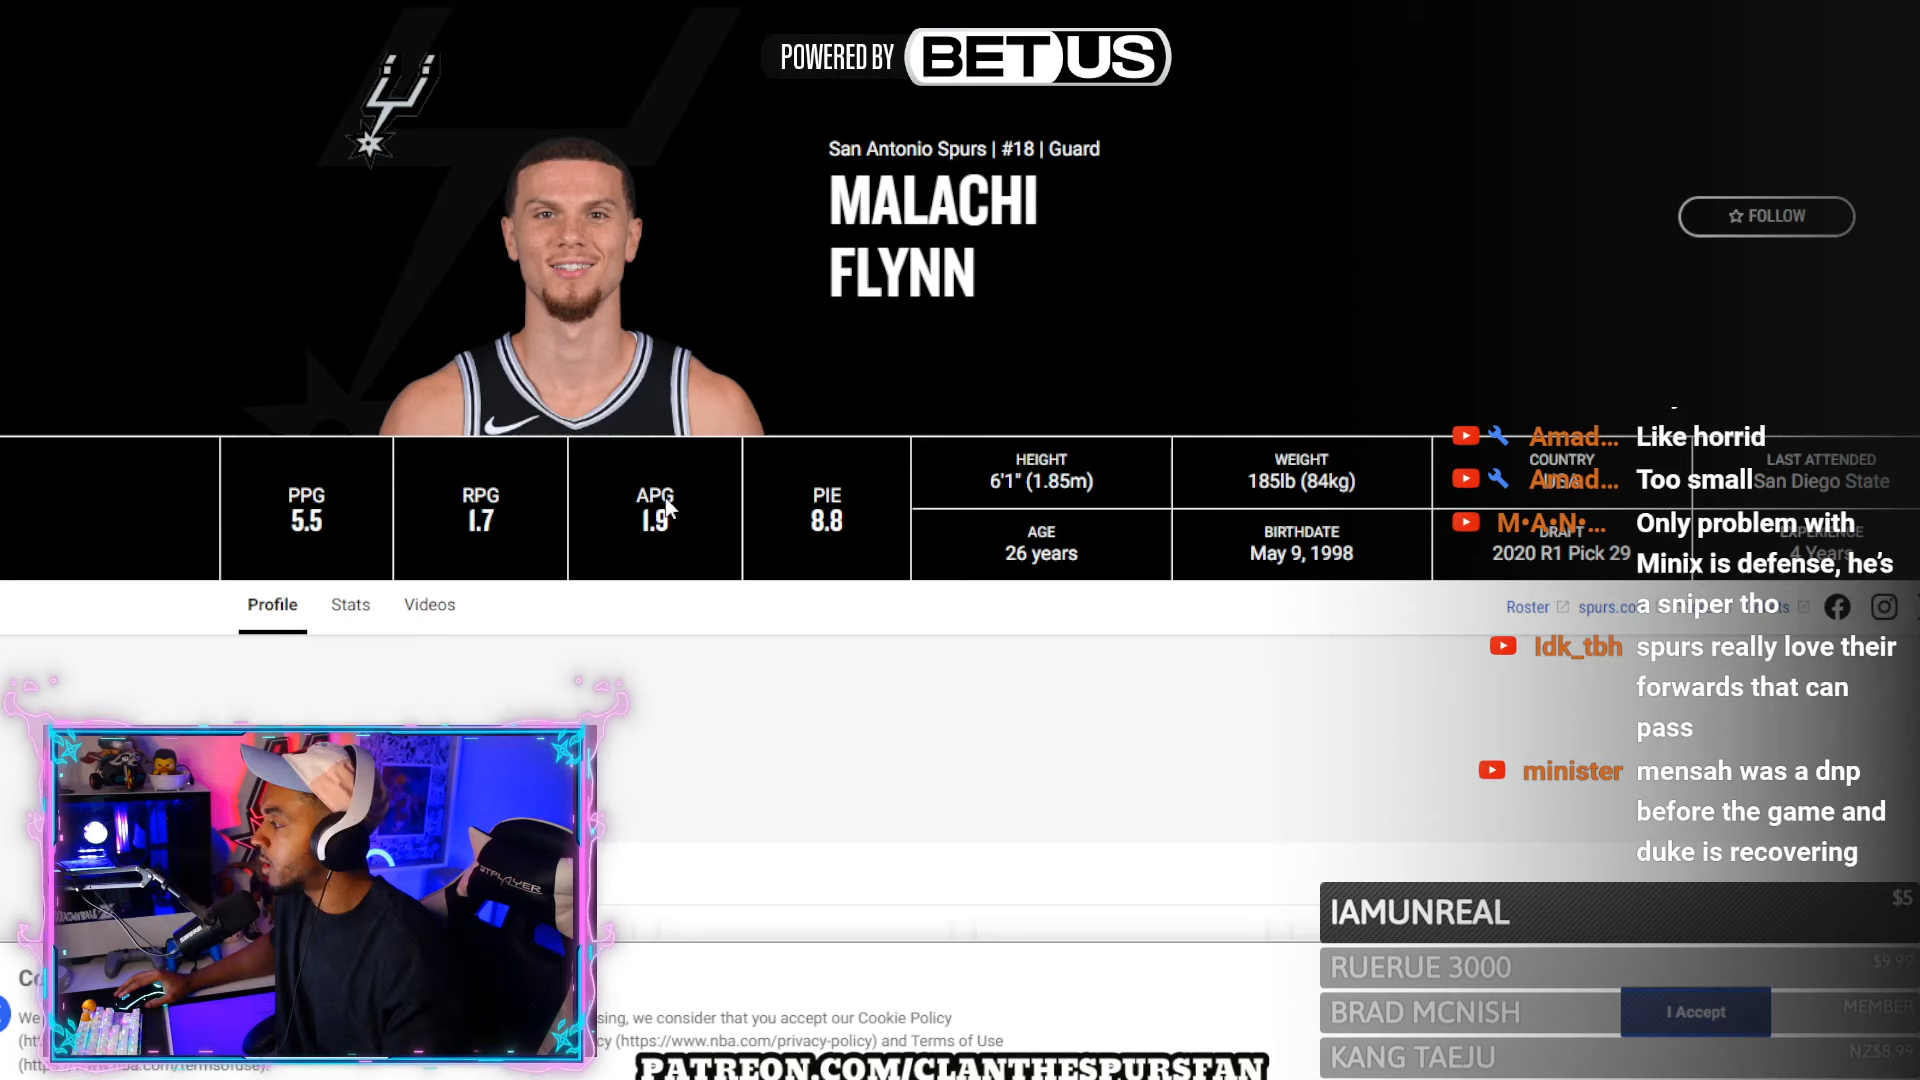 POWERED BY BETUS
San Antonio Spurs | #18 | Guard
MALACHI
FLYNN
FOLLOW
PPG
5.5
RPG
1.7
APG
1.9
PIE
8.8
HEIGHT
6'1" (1.85m)
WEIGHT
185lb (84kg)
COUNTRY
LAST ATTENDED
San Diego State
AGE
26 years
BIRTHDATE
May 9, 1998
DRAFT
2020 R1 Pick 29
EXPERIENCE
4 Years
Profile Stats Videos
Roster spurs.co
Amad... Like horrid
Amad... Too small
M•A•N•... Only problem with
Minix is defense, he's
a sniper tho
Idk_tbh spurs really love their
forwards that can
pass
minister mensah was a dnp
before the game and
duke is recovering
IAMUNREAL $5
RUERUE 3000 $9.99
BRAD MCNISH MEMBER
KANG TAEJU NZ$8.99
I Accept
We
sing, we consider that you accept our Cookie Policy
cy (https://www.nba.com/privacy-policy) and Terms of Use
PATREON.COM/CLANTHESPURSFAN